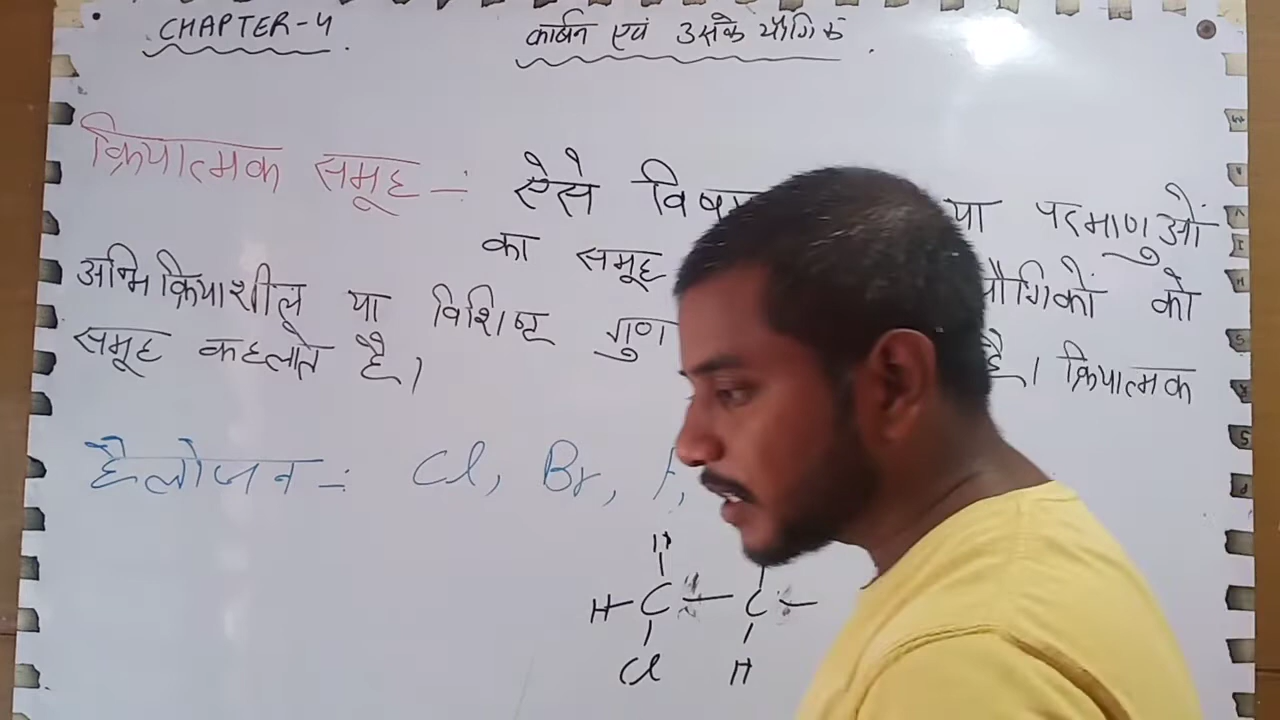 CHAPTER-4.
कार्बन एवं उसके यौगिक.
क्रियात्मक समूह -: ऐसे या परमाणुओं
का समूह यौगिकों को
अभिक्रियाशील या विशिष्ट गुण है। क्रियात्मक
समूह कहलाते है।
हैलोजन -: Cl, Br, F,
H
H-C-C-
Cl H